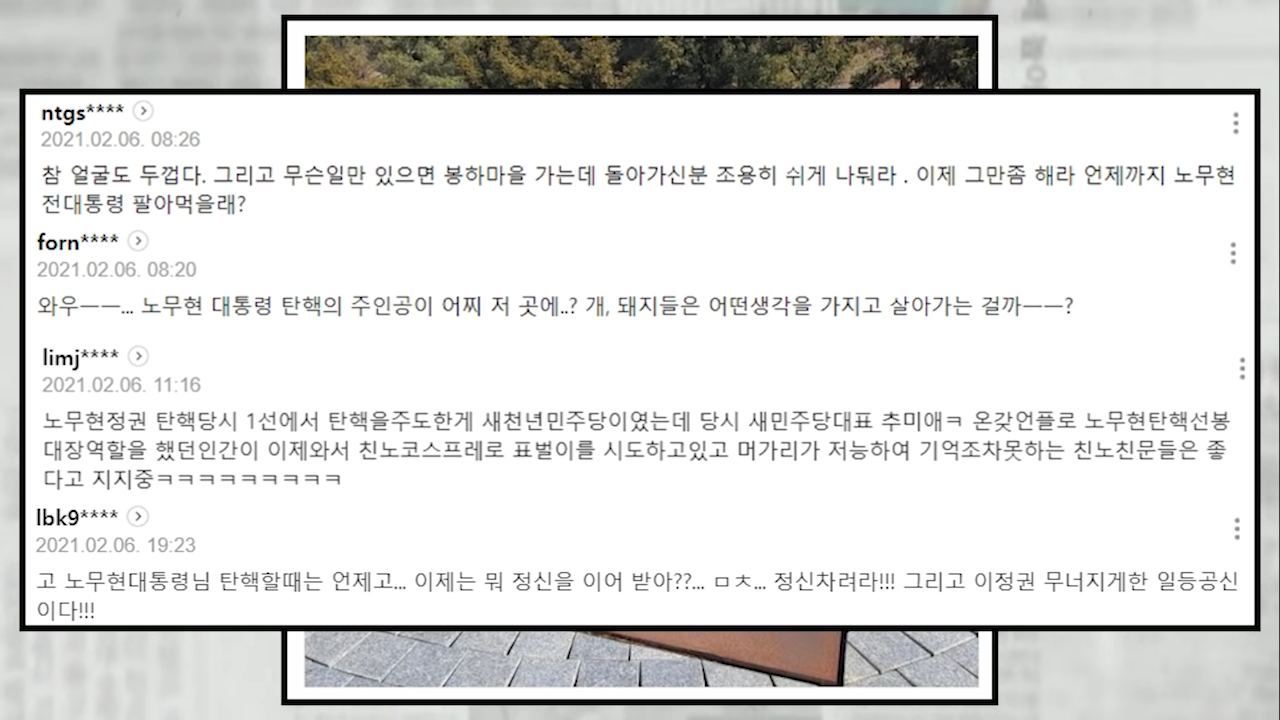 ntgs****
2021.02.06. 08:26
참 얼굴도 두껍다. 그리고 무슨일만 있으면 봉하마을 가는데 돌아가신분 조용히 쉬게 나둬라 . 이제 그만좀 해라 언제까지 노무현
전대통령 팔아먹을래?
forn****
2021.02.06. 08:20
와우ㅡㅡ... 노무현 대통령 탄핵의 주인공이 어찌 저 곳에..? 개, 돼지들은 어떤생각을 가지고 살아가는 걸까ㅡㅡ?
limj****
2021.02.06. 11:16
노무현정권 탄핵당시 1선에서 탄핵을주도한게 새천년민주당이였는데 당시 새민주당대표 추미애ㅋ 온갖언플로 노무현탄핵선봉
대장역할을 했던인간이 이제와서 친노코스프레로 표벌이를 시도하고있고 머가리가 저능하여 기억조차못하는 친노친문들은 좋
다고 지지중ㅋㅋㅋㅋㅋㅋㅋㅋㅋ
lbk9****
2021.02.06. 19:23
고 노무현대통령님 탄핵할때는 언제고... 이제는 뭐 정신을 이어 받아??... ㅁㅊ... 정신차려라!!! 그리고 이정권 무너지게한 일등공신
이다!!!